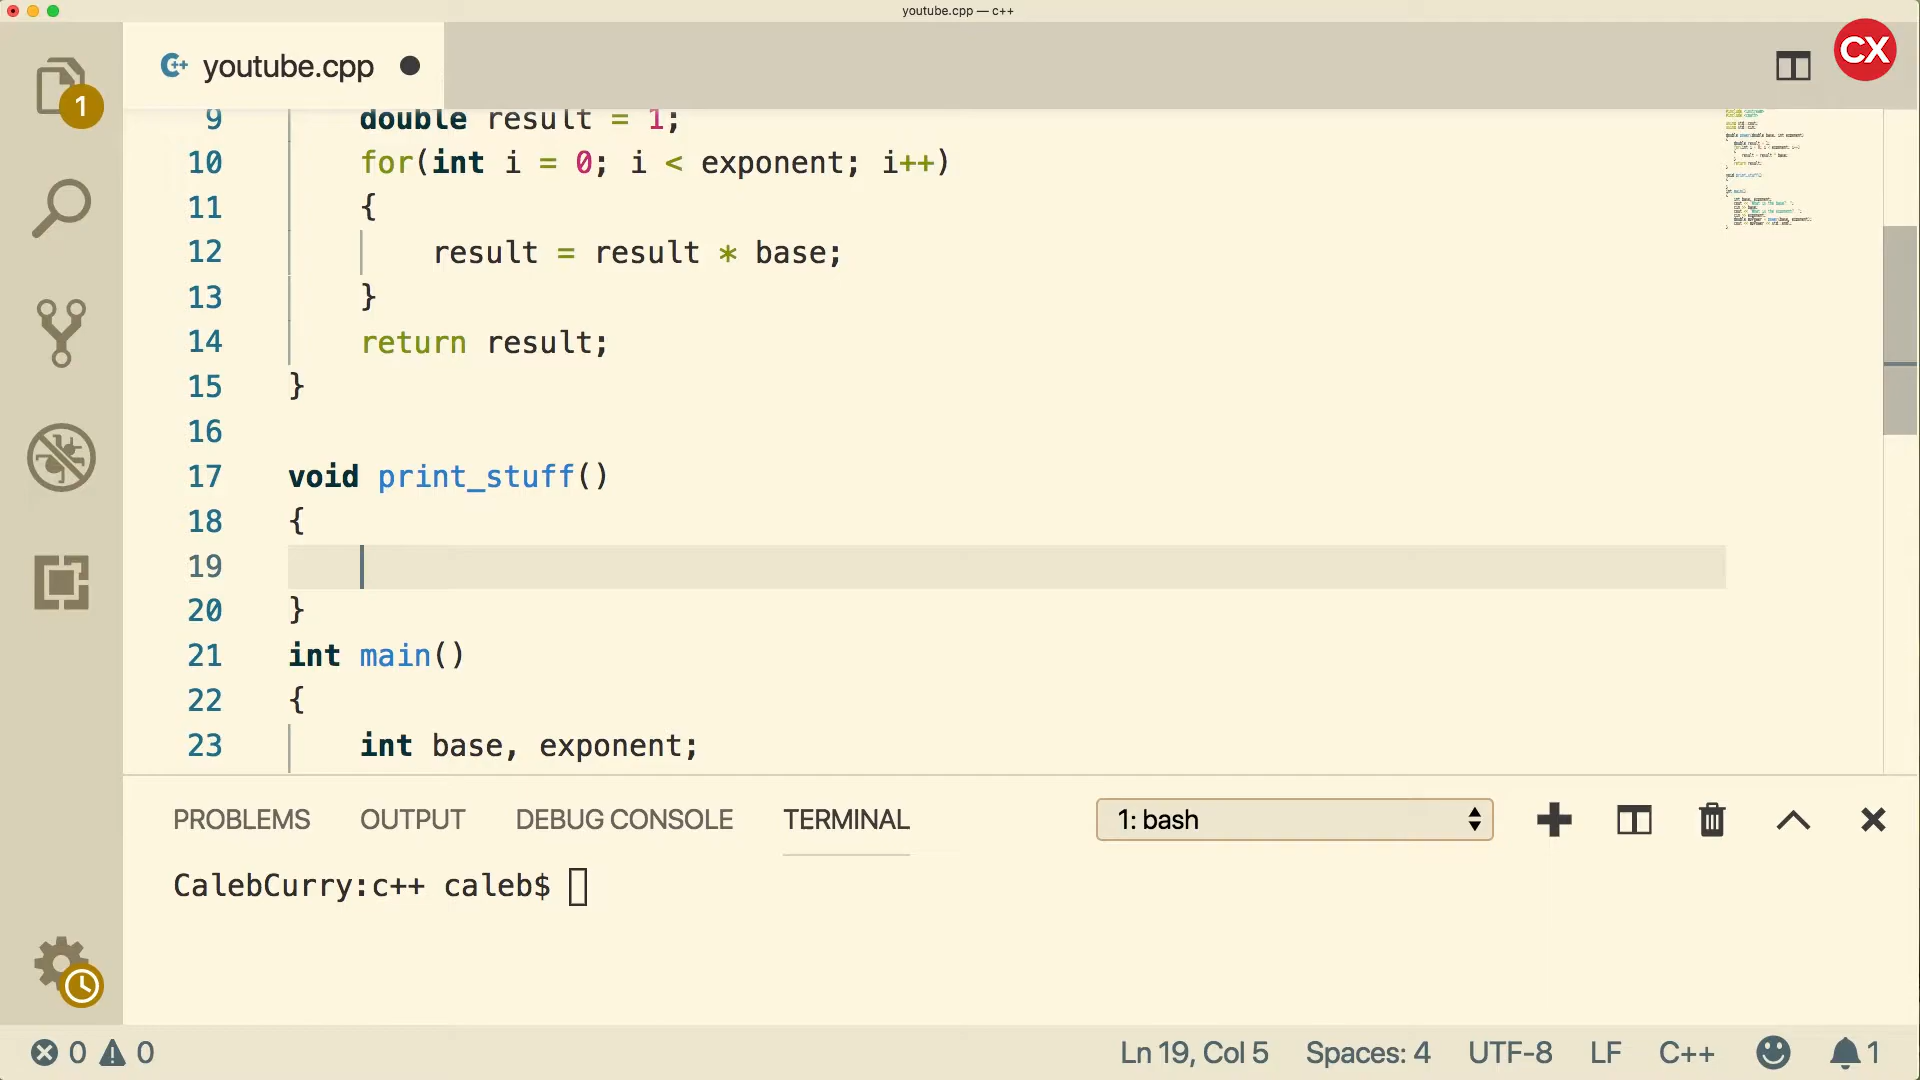 youtube.cpp — c++
youtube.cpp
CX
1
9 double result = 1;
10 for(int i = 0; i < exponent; i++)
11 {
12 result = result * base;
13 }
14 return result;
15 }
16
17 void print_stuff()
18 {
19
20 }
21 int main()
22 {
23 int base, exponent;
PROBLEMS OUTPUT DEBUG CONSOLE TERMINAL 1: bash
CalebCurry:c++ caleb$
0 0 Ln 19, Col 5 Spaces: 4 UTF-8 LF C++ 1